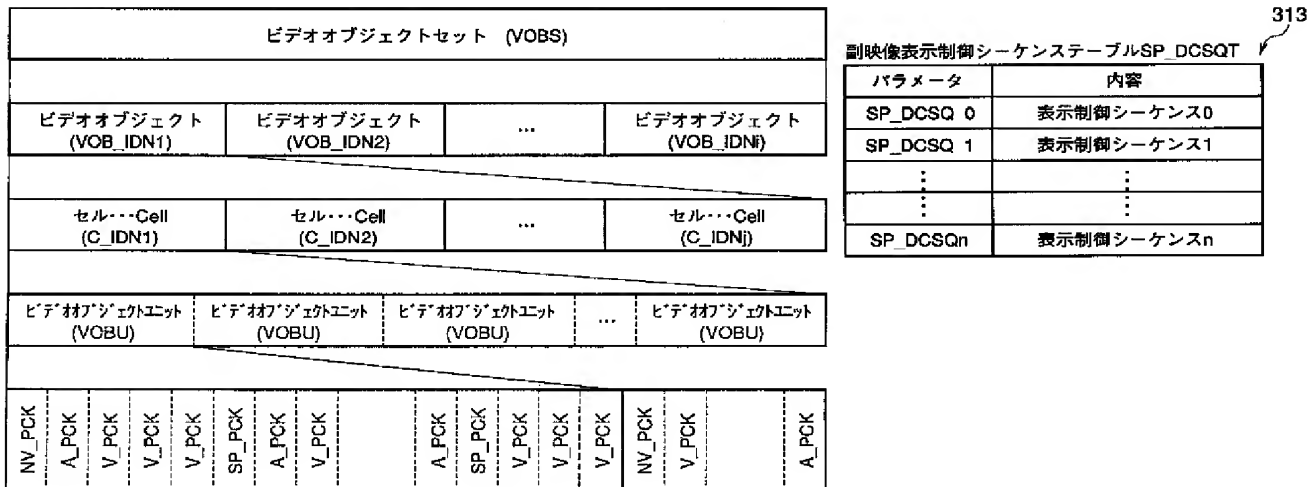 ビデオオブジェクトセット (VOBS)
ビデオオブジェクト ビデオオブジェクト … ビデオオブジェクト
(VOB_IDN1) (VOB_IDN2) (VOB_IDNi)
セル･･･Cell セル･･･Cell … セル･･･Cell
(C_IDN1) (C_IDN2) (C_IDNj)
ビデオオブジェクトユニット ビデオオブジェクトユニット ビデオオブジェクトユニット … ビデオオブジェクトユニット
(VOBU) (VOBU) (VOBU) (VOBU)
NV_PCK
A_PCK
V_PCK
V_PCK
V_PCK
SP_PCK
A_PCK
V_PCK
A_PCK
SP_PCK
V_PCK
V_PCK
V_PCK
NV_PCK
V_PCK
A_PCK
313
副映像表示制御シーケンステーブルSP_DCSQT
パラメータ 内容
SP_DCSQ 0 表示制御シーケンス0
SP_DCSQ 1 表示制御シーケンス1
⋮ ⋮
⋮ ⋮
SP_DCSQn 表示制御シーケンスn